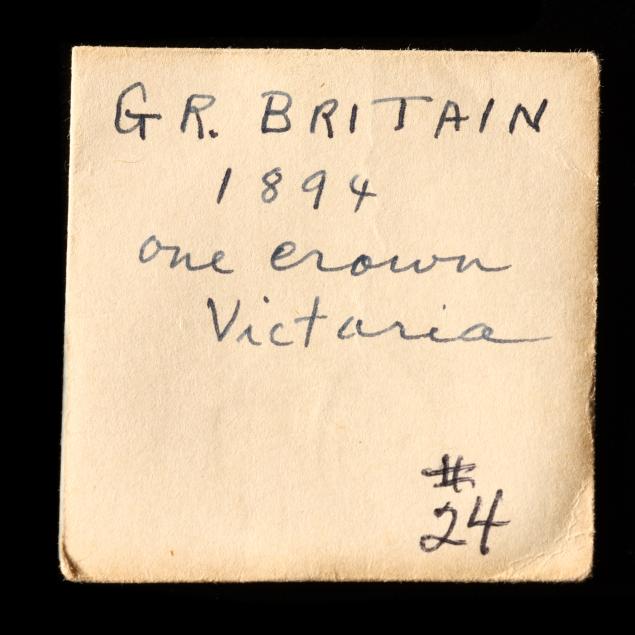 GR. BRITAIN
1894
one crown
Victoria
#
24